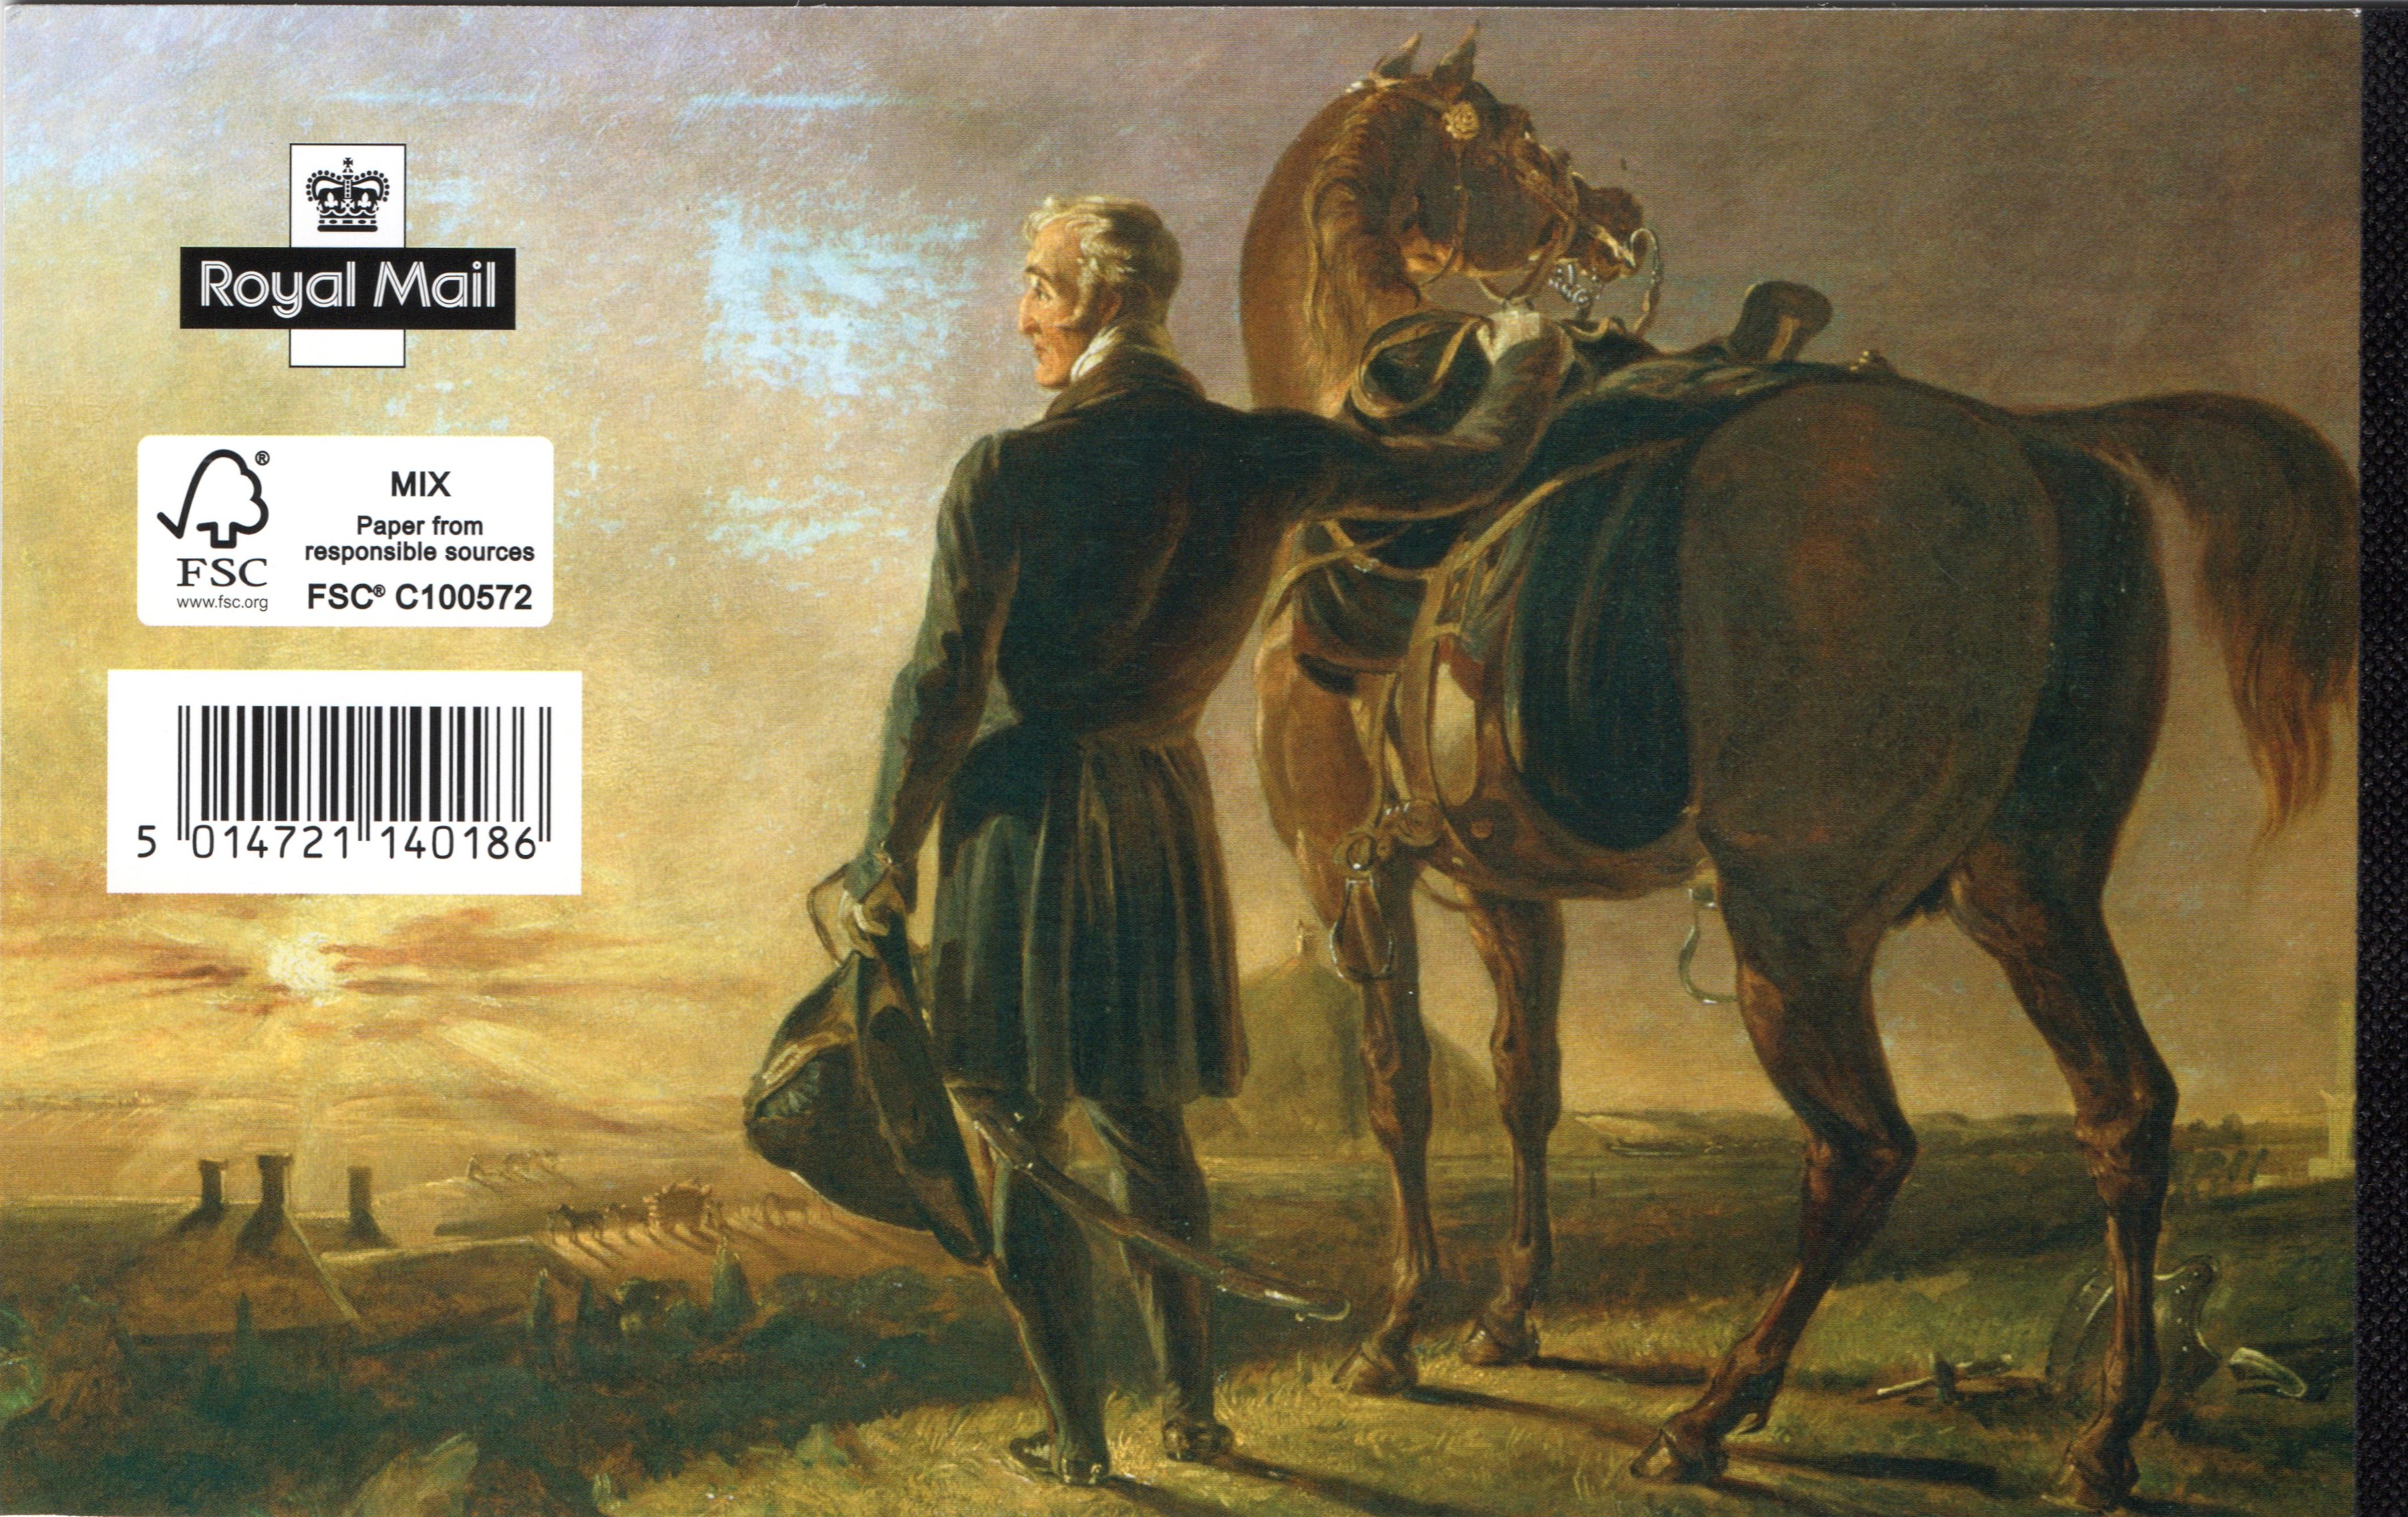 Royal Mail
®
MIX
Paper from
responsible sources
FSC® C100572
FSC
www.fsc.org
5 014721 140186